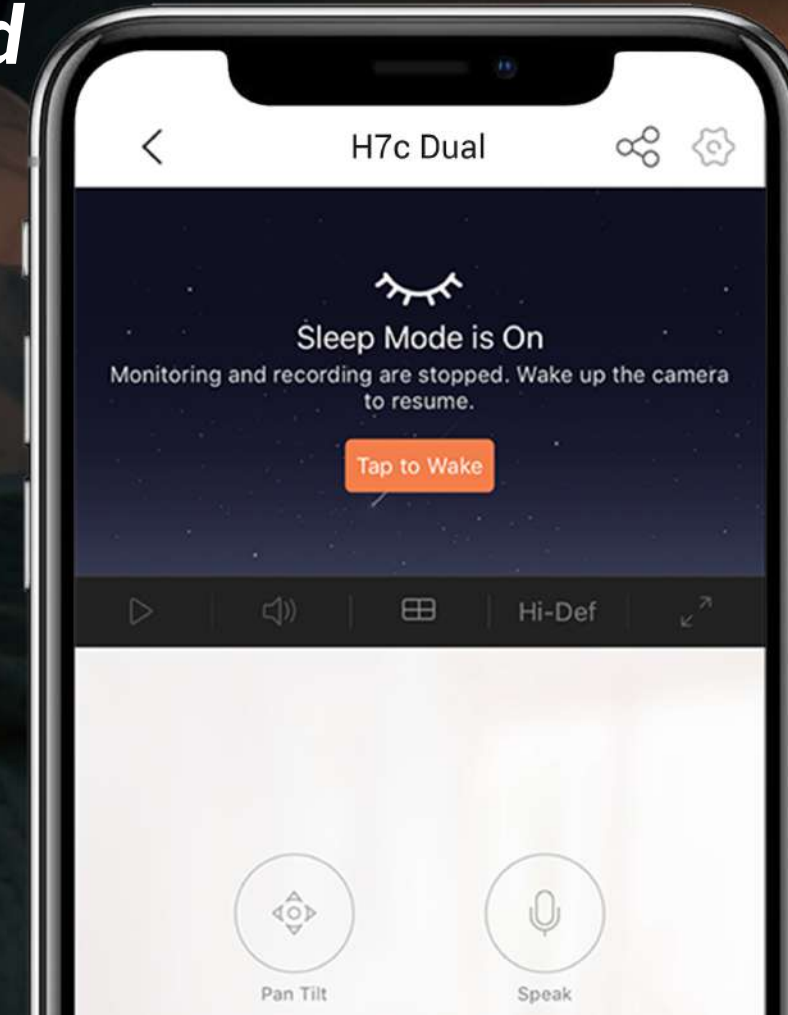 d
H7c Dual
Sleep Mode is On
Monitoring and recording are stopped. Wake up the camera
to resume.
Tap to Wake
Hi-Def
Pan Tilt
Speak